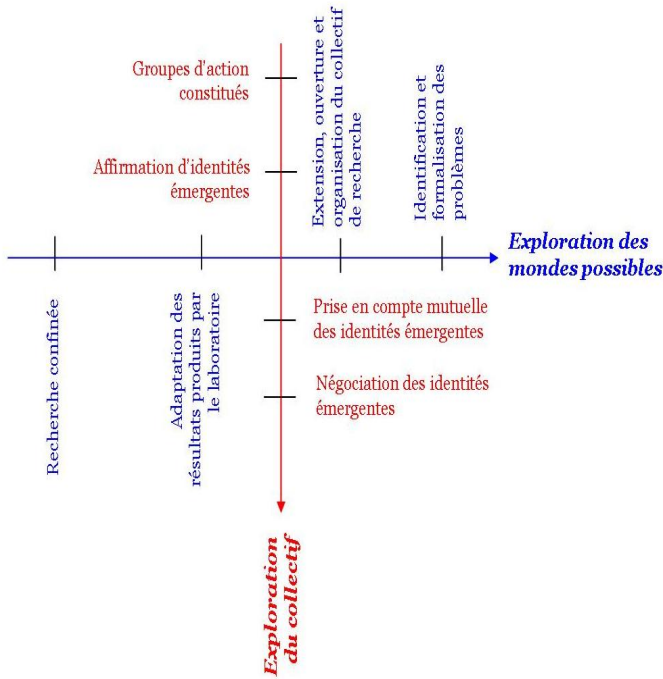 Groupes d'action
constitués
Affirmation d'identités
émergentes
Extension, ouverture et
organisation du collectif
de recherche
Identification et
formalisation des
problèmes
Exploration des
mondes possibles
Recherche confinée
Adaptation des
résultats produits par
le laboratoire
Prise en compte mutuelle
des identités émergentes
Négociation des identités
émergentes
Exploration
du collectif